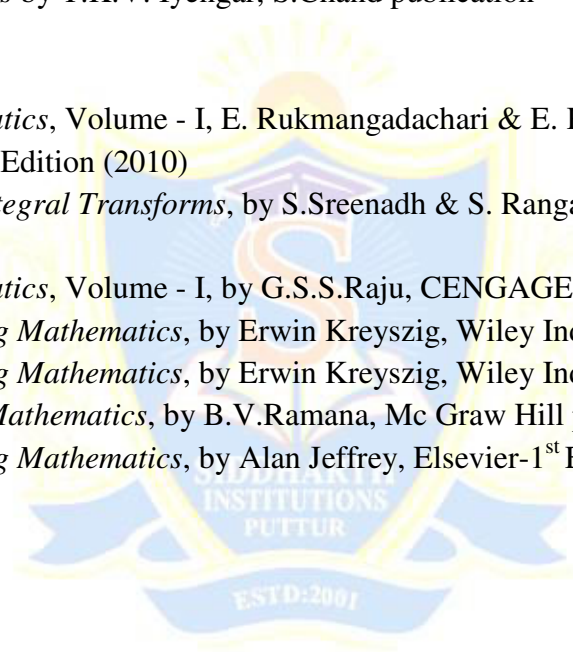 s by T.K.V. Iyengar, S.Chand publication
atics, Volume - I, E. Rukmangadachari & E.
Edition (2010)
tegral Transforms, by S.Sreenadh & S. Ranga
atics, Volume - I, by G.S.S.Raju, CENGAGE
g Mathematics, by Erwin Kreyszig, Wiley Ind
g Mathematics, by Erwin Kreyszig, Wiley Ind
Mathematics, by B.V.Ramana, Mc Graw Hill p
g Mathematics, by Alan Jeffrey, Elsevier-1st E
SIDDHARTH
INSTITUTIONS
PUTTUR
ESTD:2001